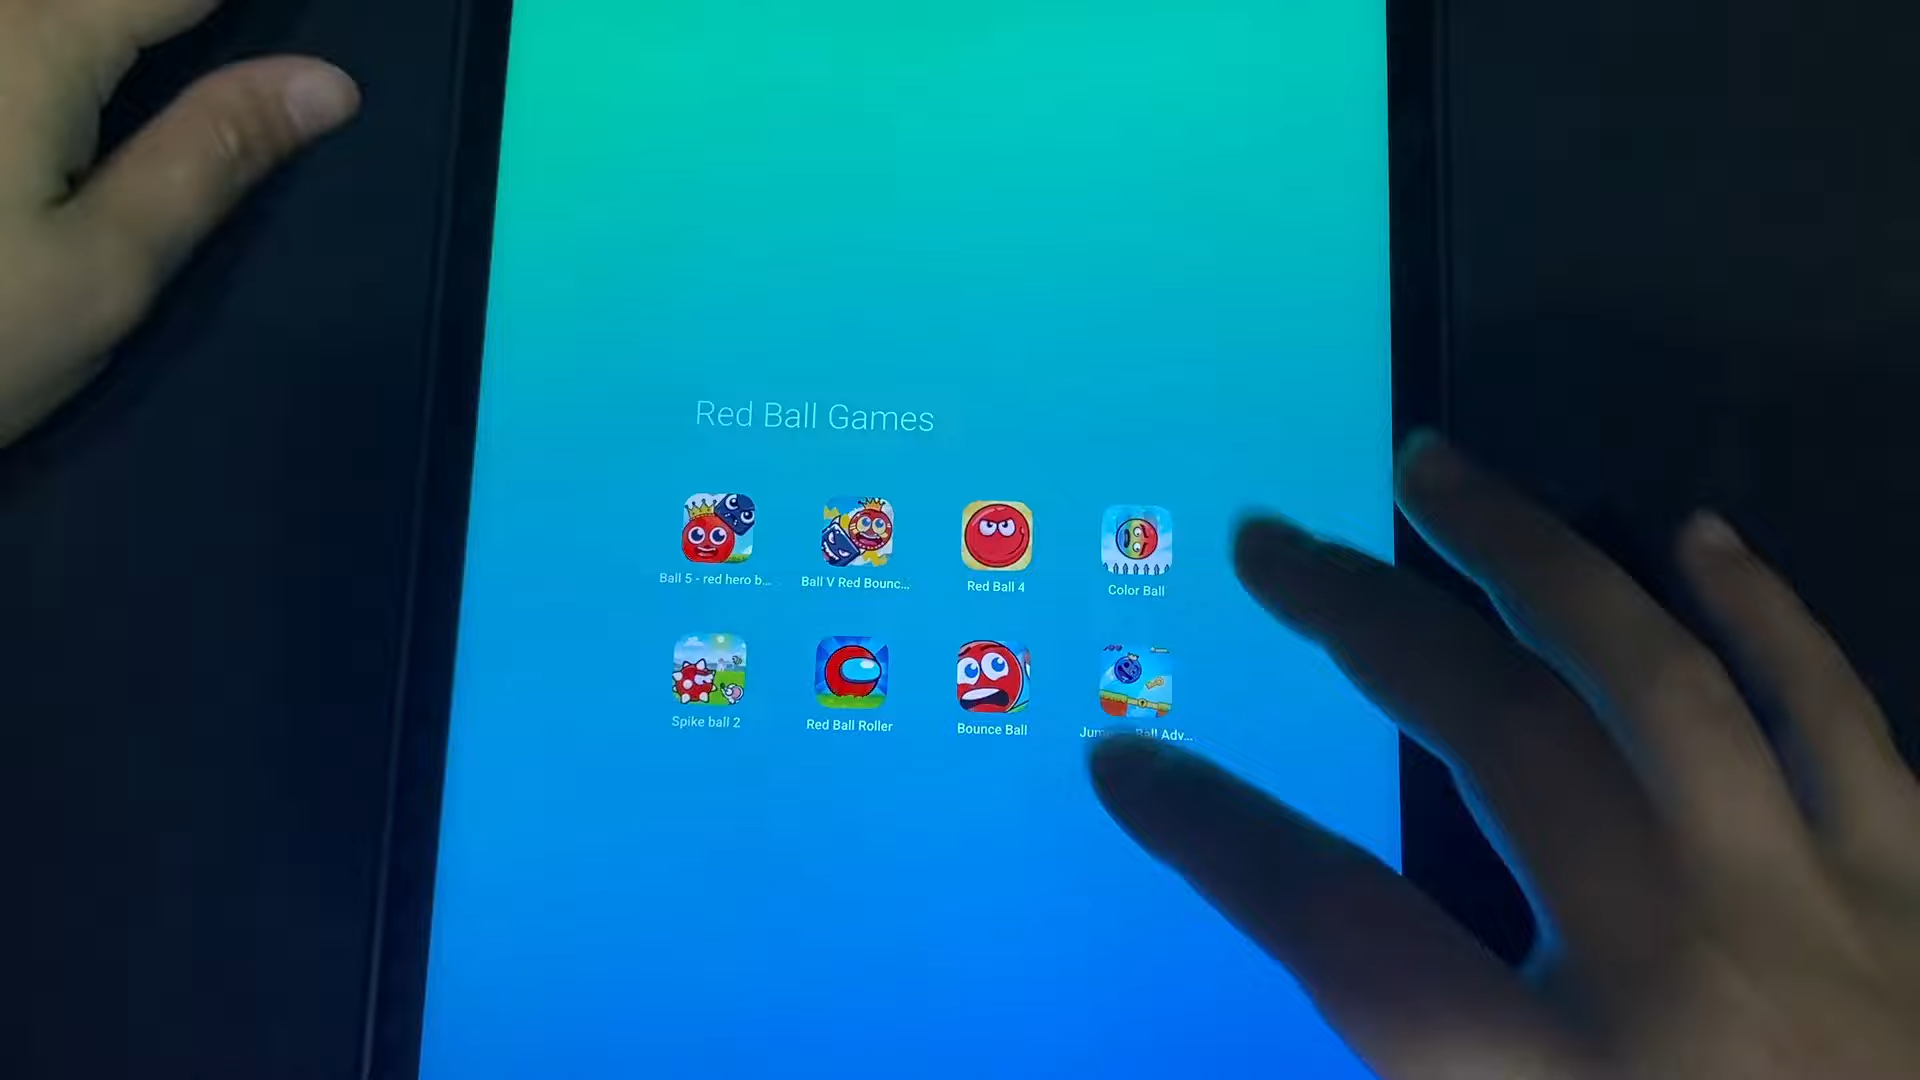 Red Ball Games
Ball 5 - red hero b...
Ball V Red Bounc...
Red Ball 4
Color Ball
Spike ball 2
Red Ball Roller
Bounce Ball
Ball Adv...